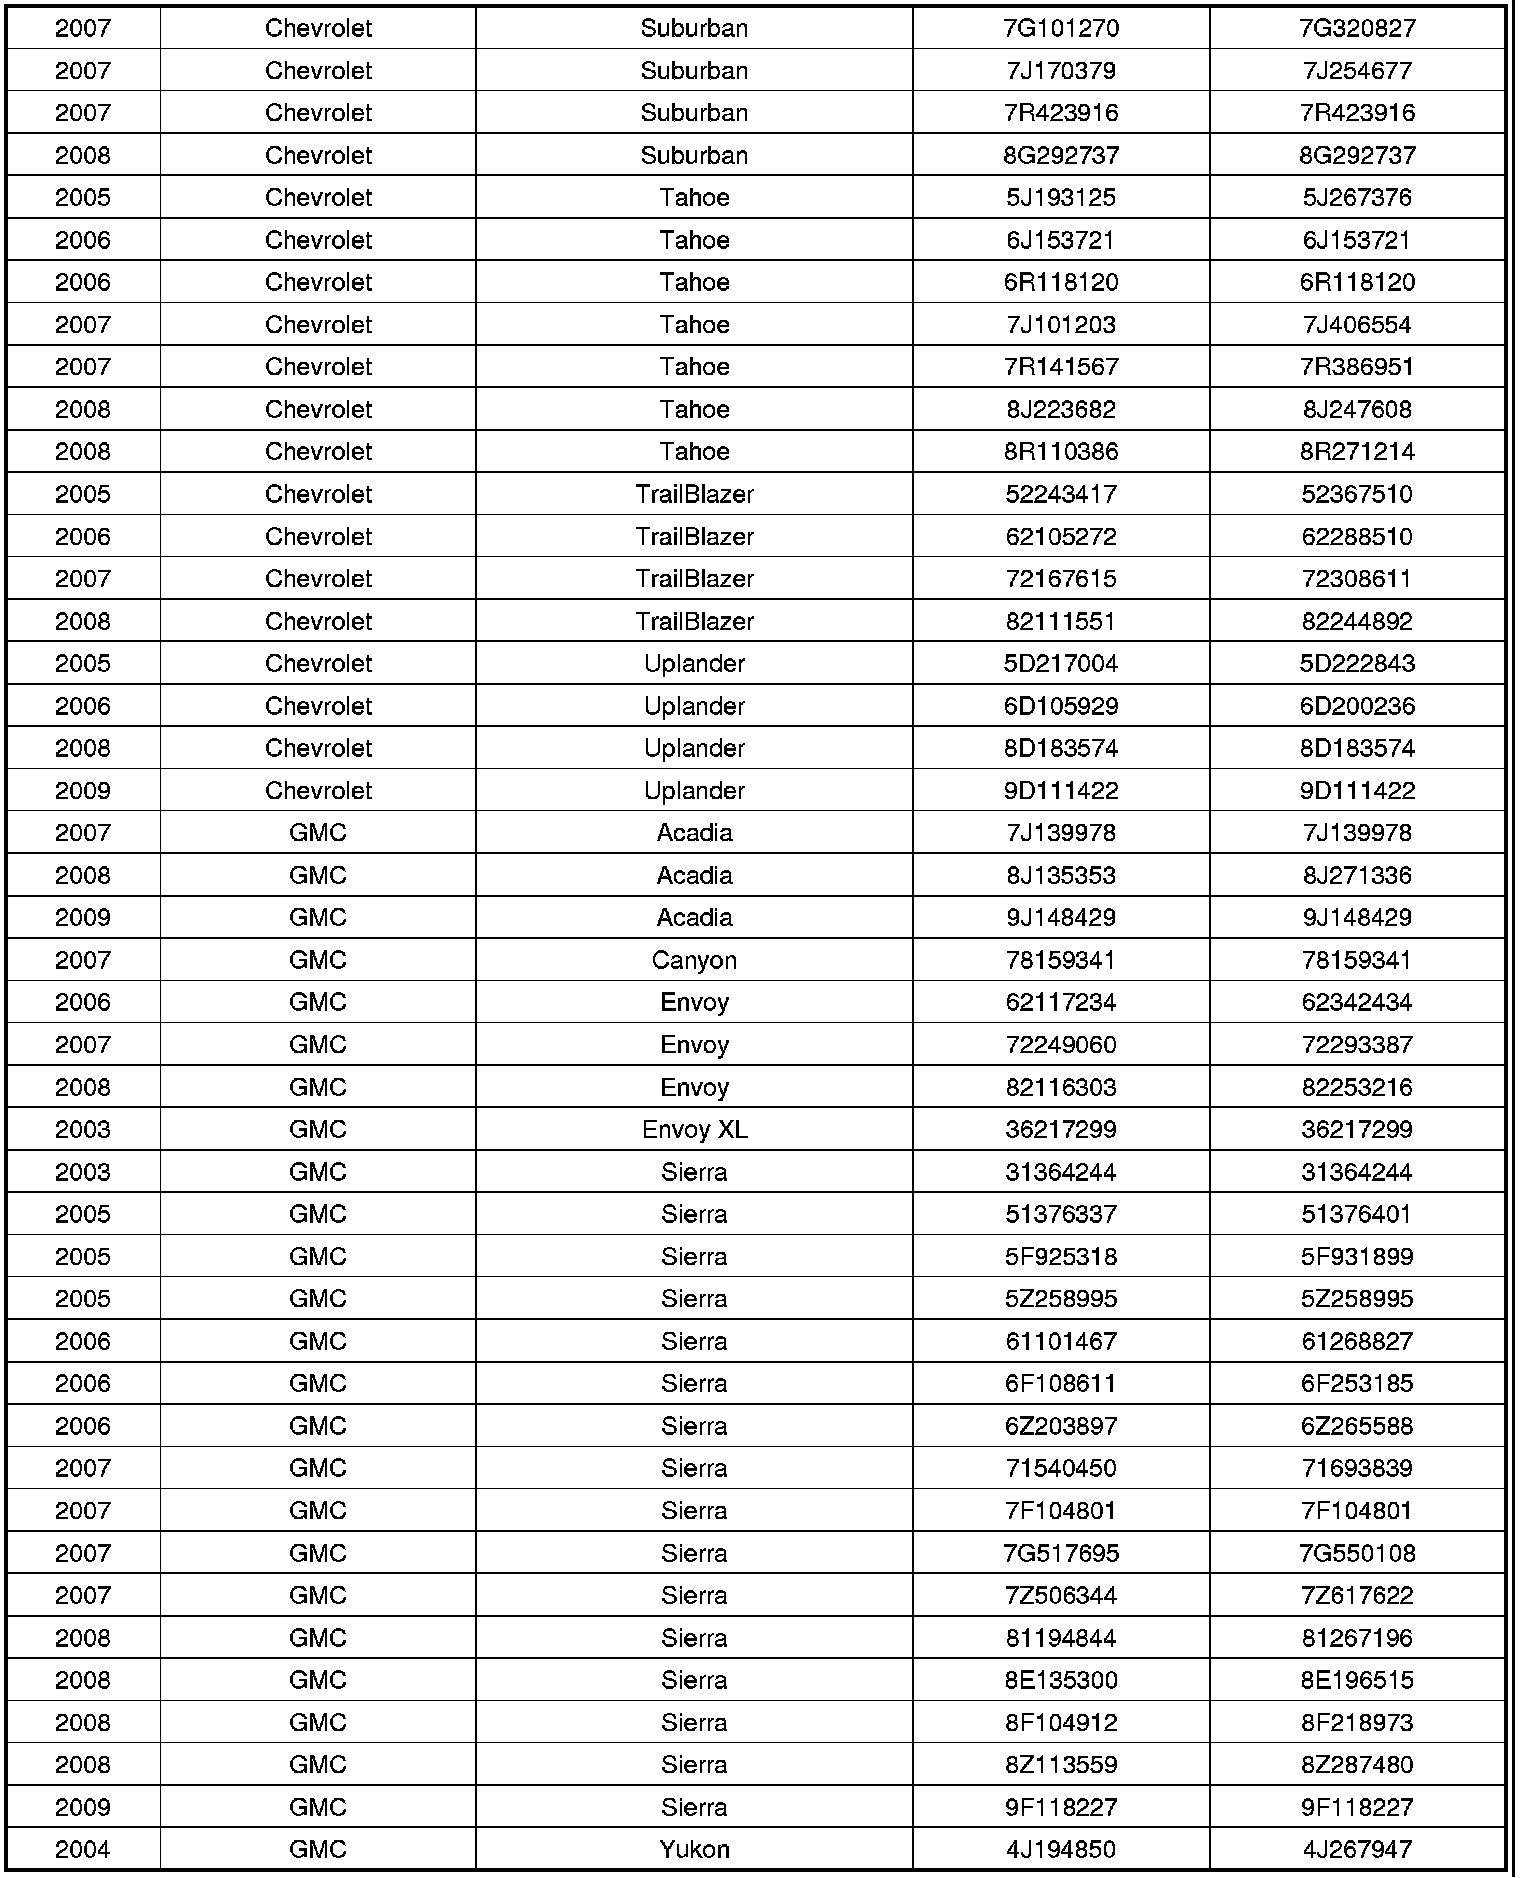 2007 Chevrolet Suburban 7G101270 7G320827
2007 Chevrolet Suburban 7J170379 7J254677
2007 Chevrolet Suburban 7R423916 7R423916
2008 Chevrolet Suburban 8G292737 8G292737
2005 Chevrolet Tahoe 5J193125 5J267376
2006 Chevrolet Tahoe 6J153721 6J153721
2006 Chevrolet Tahoe 6R118120 6R118120
2007 Chevrolet Tahoe 7J101203 7J406554
2007 Chevrolet Tahoe 7R141567 7R386951
2008 Chevrolet Tahoe 8J223682 8J247608
2008 Chevrolet Tahoe 8R110386 8R271214
2005 Chevrolet TrailBlazer 52243417 52367510
2006 Chevrolet TrailBlazer 62105272 62288510
2007 Chevrolet TrailBlazer 72167615 72308611
2008 Chevrolet TrailBlazer 82111551 82244892
2005 Chevrolet Uplander 5D217004 5D222843
2006 Chevrolet Uplander 6D105929 6D200236
2008 Chevrolet Uplander 8D183574 8D183574
2009 Chevrolet Uplander 9D111422 9D111422
2007 GMC Acadia 7J139978 7J139978
2008 GMC Acadia 8J135353 8J271336
2009 GMC Acadia 9J148429 9J148429
2007 GMC Canyon 78159341 78159341
2006 GMC Envoy 62117234 62342434
2007 GMC Envoy 72249060 72293387
2008 GMC Envoy 82116303 82253216
2003 GMC Envoy XL 36217299 36217299
2003 GMC Sierra 31364244 31364244
2005 GMC Sierra 51376337 51376401
2005 GMC Sierra 5F925318 5F931899
2005 GMC Sierra 5Z258995 5Z258995
2006 GMC Sierra 61101467 61268827
2006 GMC Sierra 6F108611 6F253185
2006 GMC Sierra 6Z203897 6Z265588
2007 GMC Sierra 71540450 71693839
2007 GMC Sierra 7F104801 7F104801
2007 GMC Sierra 7G517695 7G550108
2007 GMC Sierra 7Z506344 7Z617622
2008 GMC Sierra 81194844 81267196
2008 GMC Sierra 8E135300 8E196515
2008 GMC Sierra 8F104912 8F218973
2008 GMC Sierra 8Z113559 8Z287480
2009 GMC Sierra 9F118227 9F118227
2004 GMC Yukon 4J194850 4J267947